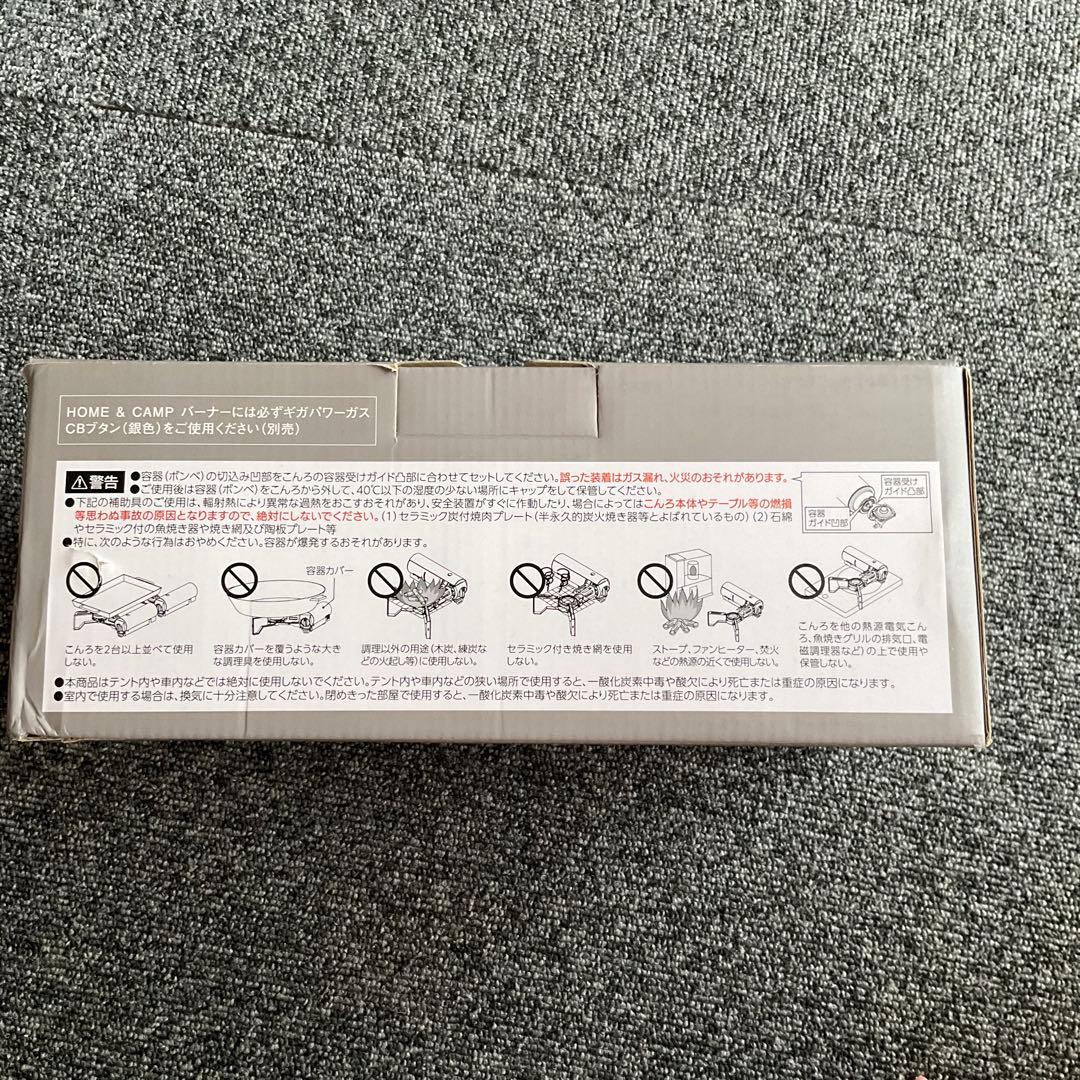 HOME & CAMP バーナーには必ずギガパワーガス
CBブタン(銀色)をご使用ください(別売)
警告
●容器(ボンベ)の切込み凹部をこんろの容器受けガイド凸部に合わせてセットしてください。誤った装着はガス漏れ、火災のおそれがあります。
●ご使用後は容器(ボンベ)をこんろから外して、40℃以下の湿度の少ない場所にキャップをして保管してください。
●下記の補助具のご使用は、輻射熱により異常な過熱をおこすおそれがあり、安全装置がすぐに作動したり、場合によってはこんろ本体やテーブル等の燃損
等思わぬ事故の原因となりますので、絶対にしないでください。(1)セラミック炭付焼肉プレート(半永久的炭火焼き器等とよばれているもの)(2)石綿
やセラミック付の魚焼き器や焼き網及び陶板プレート等
●特に、次のような行為はおやめください。容器が爆発するおそれがあります。
容器受け
ガイド凸部
容器
ガイド凹部
容器カバー
こんろを2台以上並べて使用
しない。
容器カバーを覆うような大き
な調理具を使用しない。
調理以外の用途(木炭、練炭な
どの火起し等)に使用しない。
セラミック付き焼き網を使用
しない。
ストーブ、ファンヒーター、焚火
などの熱源の近くで使用しない。
こんろを他の熱源電気こん
ろ、魚焼きグリルの排気口、電
磁調理器など)の上で使用や
保管しない。
●本商品はテント内や車内などでは絶対に使用しないでください。テント内や車内などの狭い場所で使用すると、一酸化炭素中毒や酸欠により死亡または重症の原因になります。
●室内で使用する場合は、換気に十分注意してください。閉めきった部屋で使用すると、一酸化炭素中毒や酸欠により死亡または重症の原因になります。